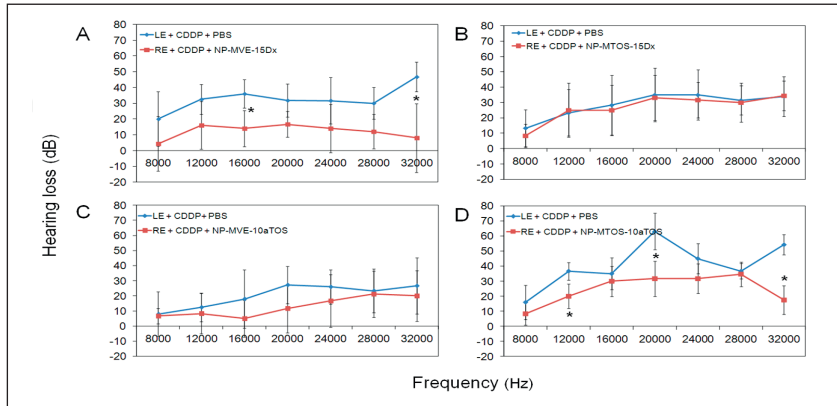 A
LE + CDDP + PBS
RE + CDDP + NP-MVE-15Dx
80
70
60
50
40
30
20
10
0
-10
-20
*
*
8000 12000 16000 20000 24000 28000 32000
B
LE + CDDP + PBS
RE + CDDP + NP-MTOS-15Dx
80
70
60
50
40
30
20
10
0
-10
-20
8000 12000 16000 20000 24000 28000 32000
Hearing loss (dB)
C
LE + CDDP+ PBS
RE + CDDP + NP-MVE-10aTOS
80
70
60
50
40
30
20
10
0
-10
-20
8000 12000 16000 20000 24000 28000 32000
D
LE + CDDP + PBS
RE + CDDP + NP-MTOS-10aTOS
80
70
60
50
40
30
20
10
0
-10
-20
*
*
*
8000 12000 16000 20000 24000 28000 32000
Frequency (Hz)